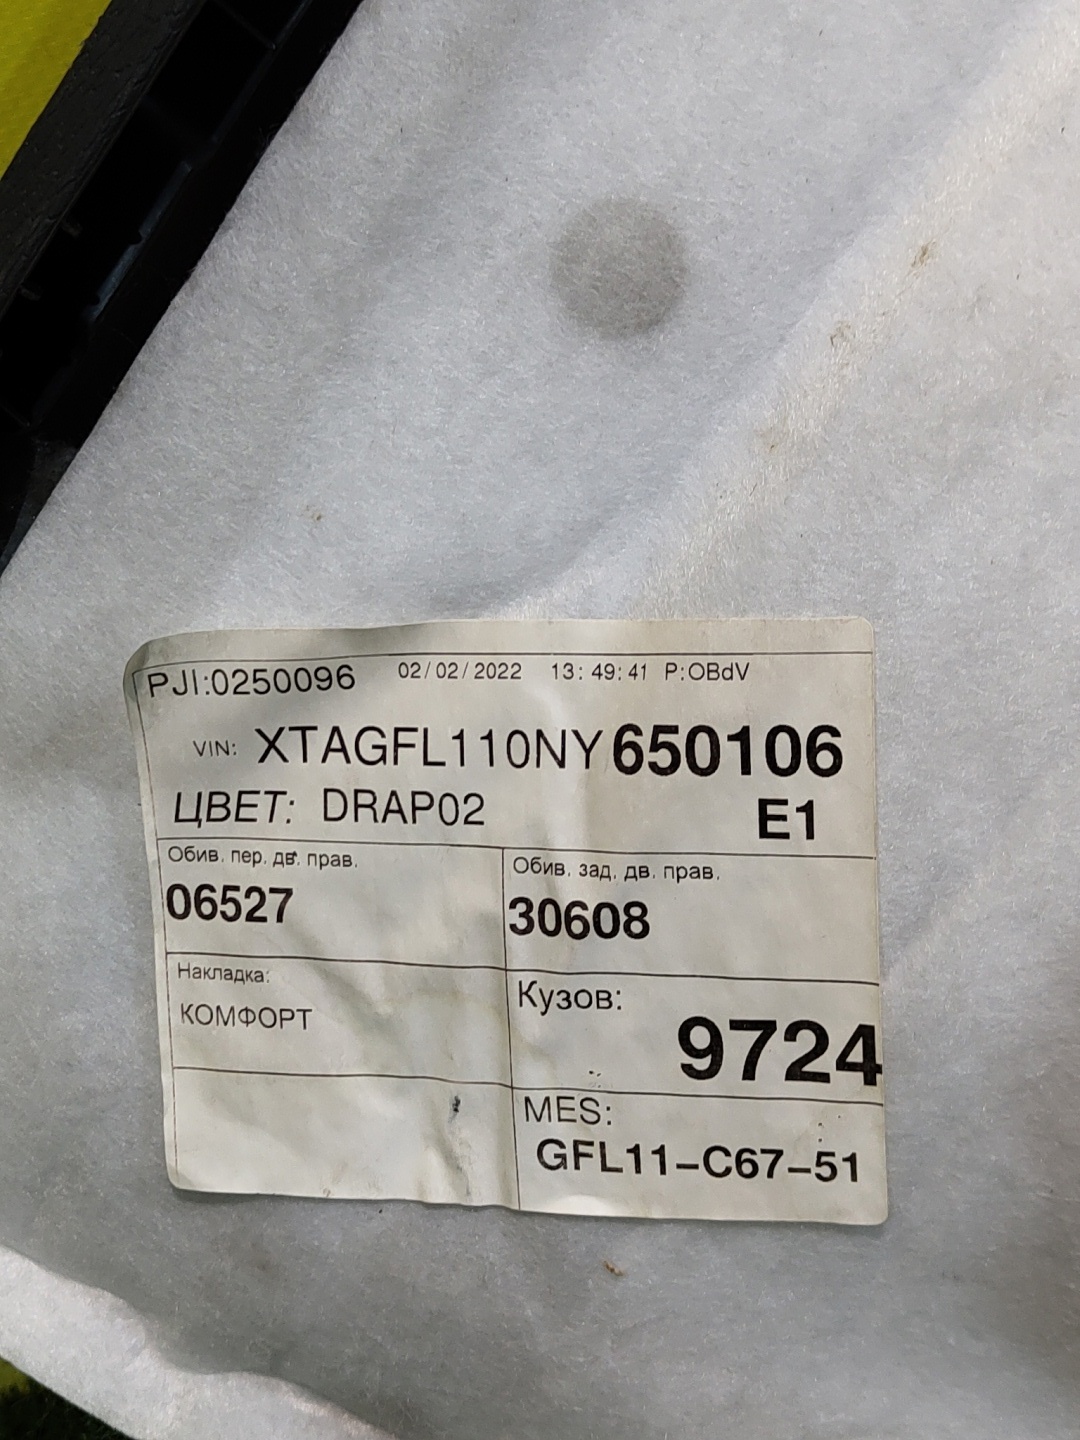 PJI:0250096 02/02/2022 13:49:41 P:OBdV
VIN: XTAGFL110NY650106
ЦВЕТ: DRAP02 E1
Обив. пер. дв. прав.
06527
Обив. зад. дв. прав.
30608
Накладка:
КОМФОРТ
Кузов:
9724
MES:
GFL11-C67-51